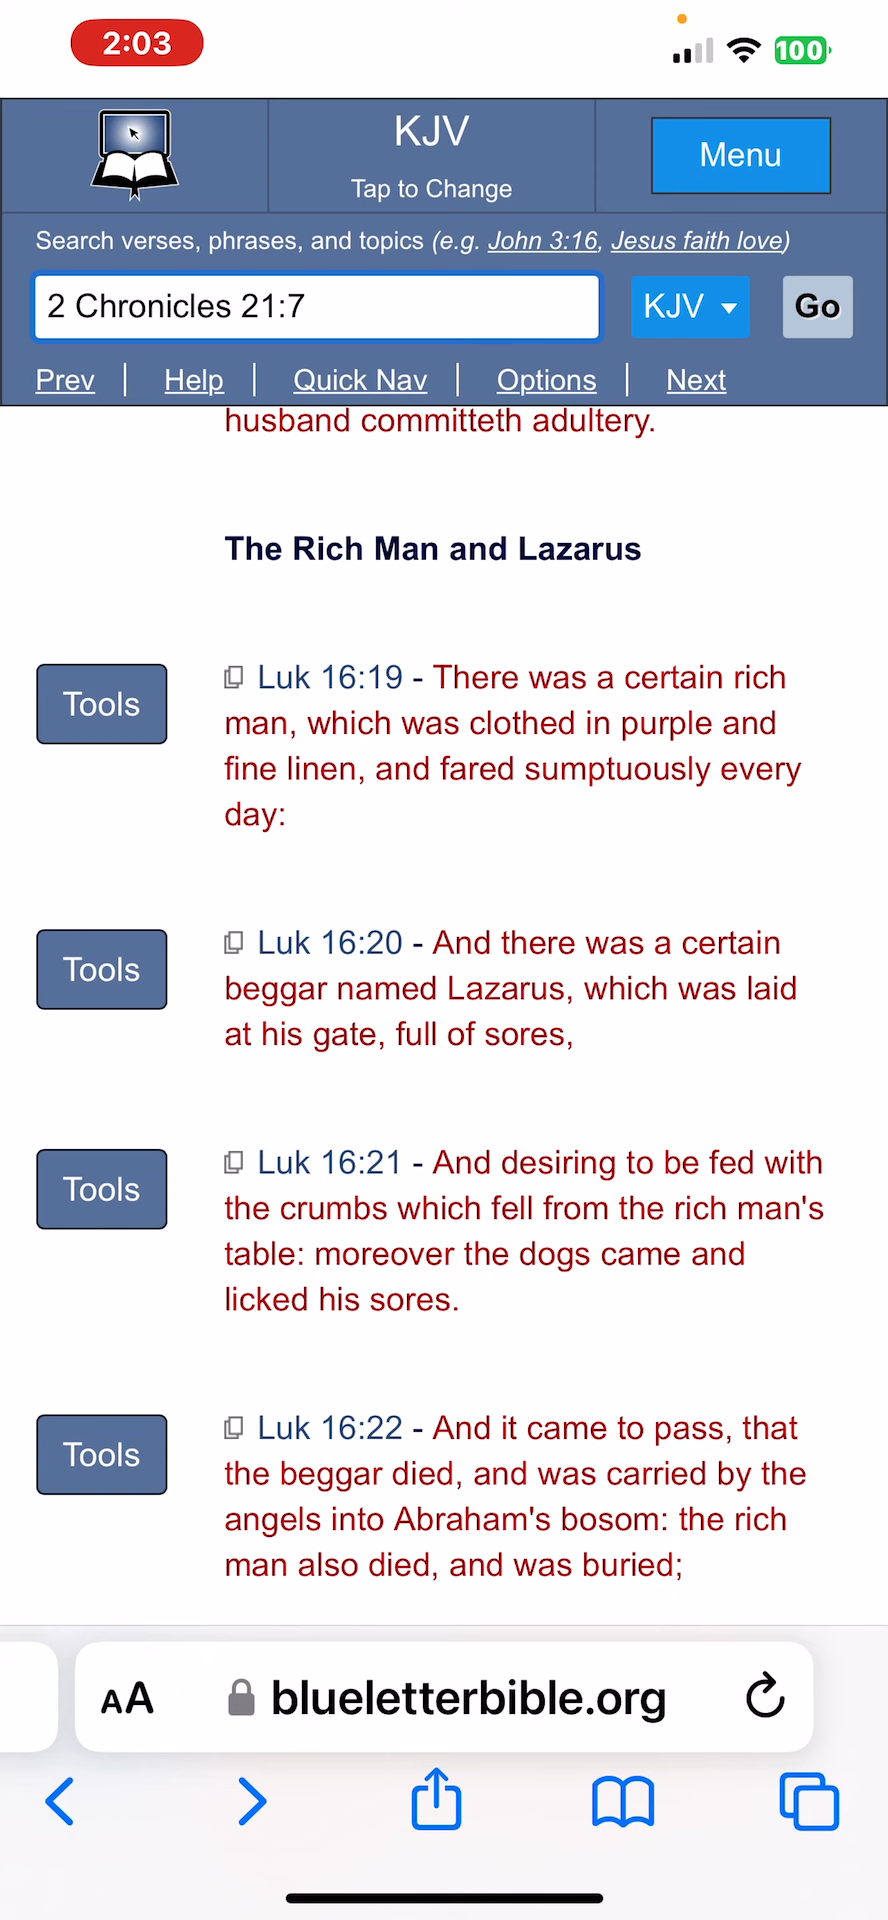 2:03
100
KJV
Tap to Change
Menu
Search verses, phrases, and topics (e.g. John 3:16, Jesus faith love)
2 Chronicles 21:7
KJV
Go
Prev | Help | Quick Nav | Options | Next
husband committeth adultery.
The Rich Man and Lazarus
Tools
Luk 16:19 - There was a certain rich
man, which was clothed in purple and
fine linen, and fared sumptuously every
day:
Tools
Luk 16:20 - And there was a certain
beggar named Lazarus, which was laid
at his gate, full of sores,
Tools
Luk 16:21 - And desiring to be fed with
the crumbs which fell from the rich man's
table: moreover the dogs came and
licked his sores.
Tools
Luk 16:22 - And it came to pass, that
the beggar died, and was carried by the
angels into Abraham's bosom: the rich
man also died, and was buried;
AA
blueletterbible.org